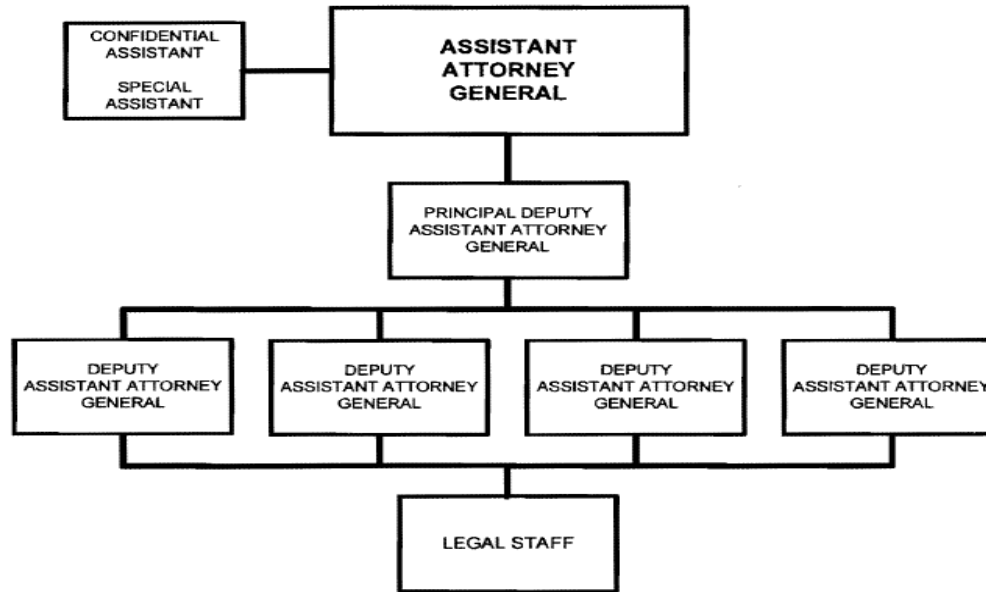 CONFIDENTIAL
ASSISTANT
SPECIAL
ASSISTANT
ASSISTANT
ATTORNEY
GENERAL
PRINCIPAL DEPUTY
ASSISTANT ATTORNEY
GENERAL
DEPUTY
ASSISTANT ATTORNEY
GENERAL
DEPUTY
ASSISTANT ATTORNEY
GENERAL
DEPUTY
ASSISTANT ATTORNEY
GENERAL
DEPUTY
ASSISTANT ATTORNEY
GENERAL
LEGAL STAFF